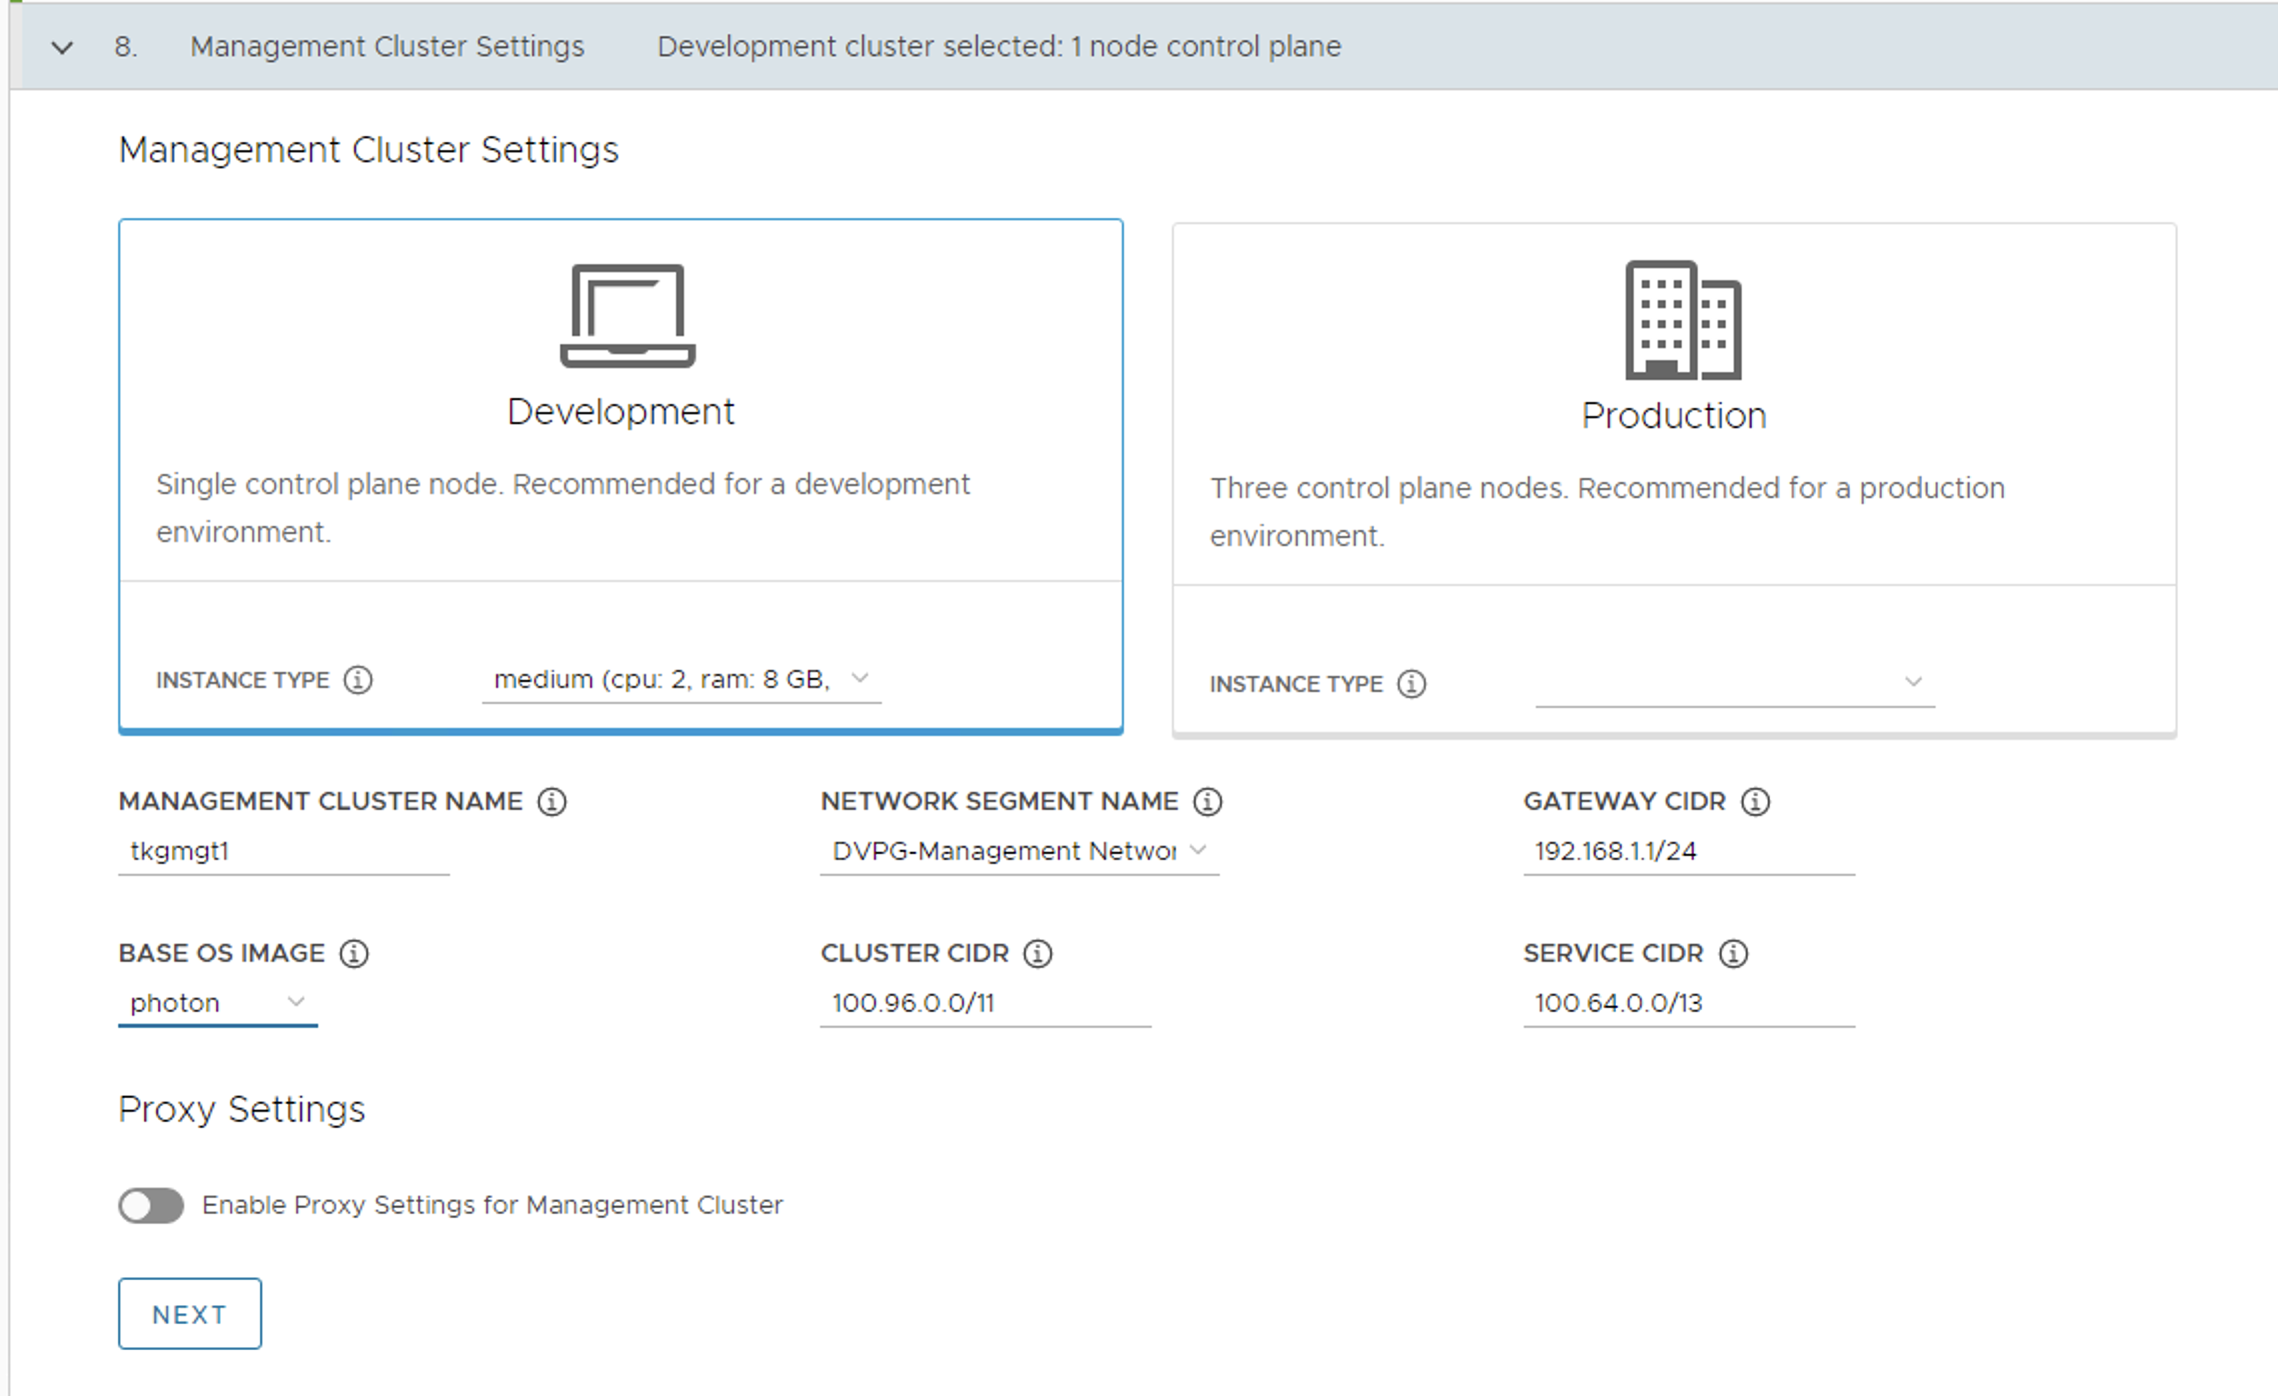 8. Management Cluster Settings Development cluster selected: 1 node control plane
Management Cluster Settings
Development
Single control plane node. Recommended for a development
environment.
INSTANCE TYPE medium (cpu: 2, ram: 8 GB,
Production
Three control plane nodes. Recommended for a production
environment.
INSTANCE TYPE
MANAGEMENT CLUSTER NAME
tkgmgt1
NETWORK SEGMENT NAME
DVPG-Management Networ
GATEWAY CIDR
192.168.1.1/24
BASE OS IMAGE
photon
CLUSTER CIDR
100.96.0.0/11
SERVICE CIDR
100.64.0.0/13
Proxy Settings
Enable Proxy Settings for Management Cluster
NEXT